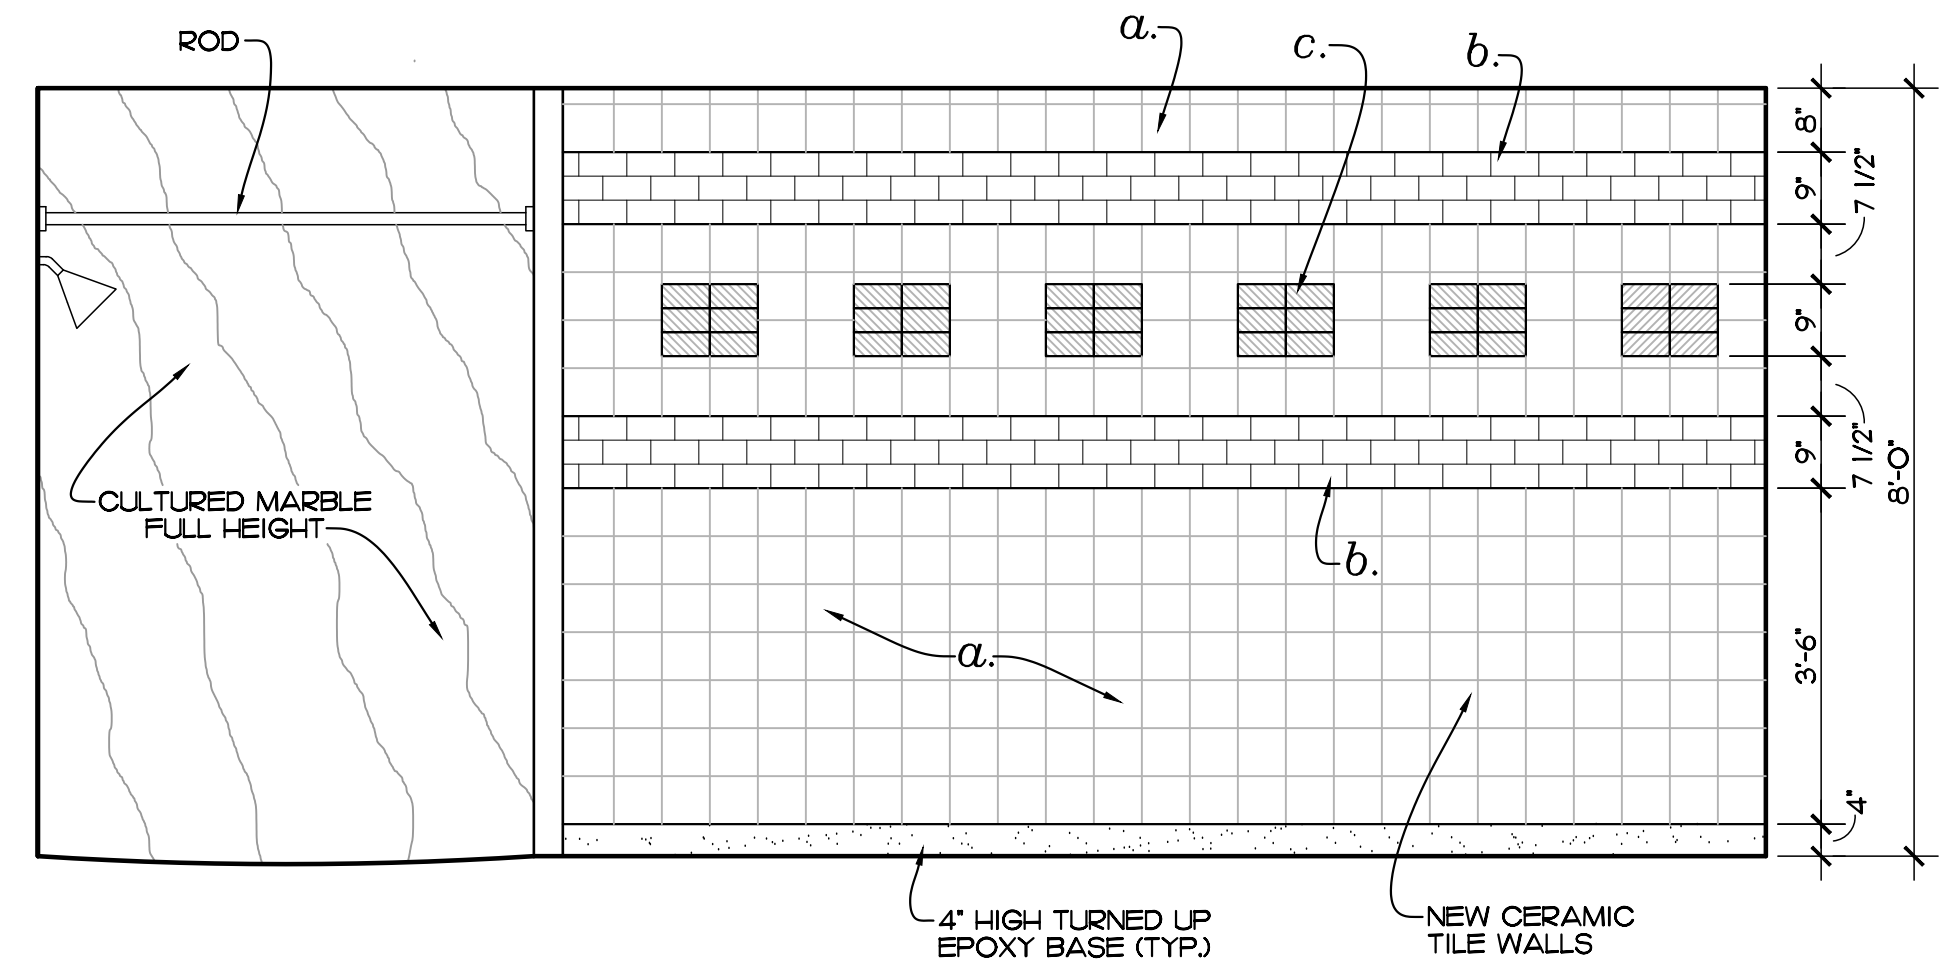 ROD
a.
c.
b.
8"
9"
7 1/2"
9"
7 1/2"
9"
8'-0"
CULTURED MARBLE
FULL HEIGHT
b.
a.
3'-6"
4"
4" HIGH TURNED UP
EPOXY BASE (TYP.)
NEW CERAMIC
TILE WALLS